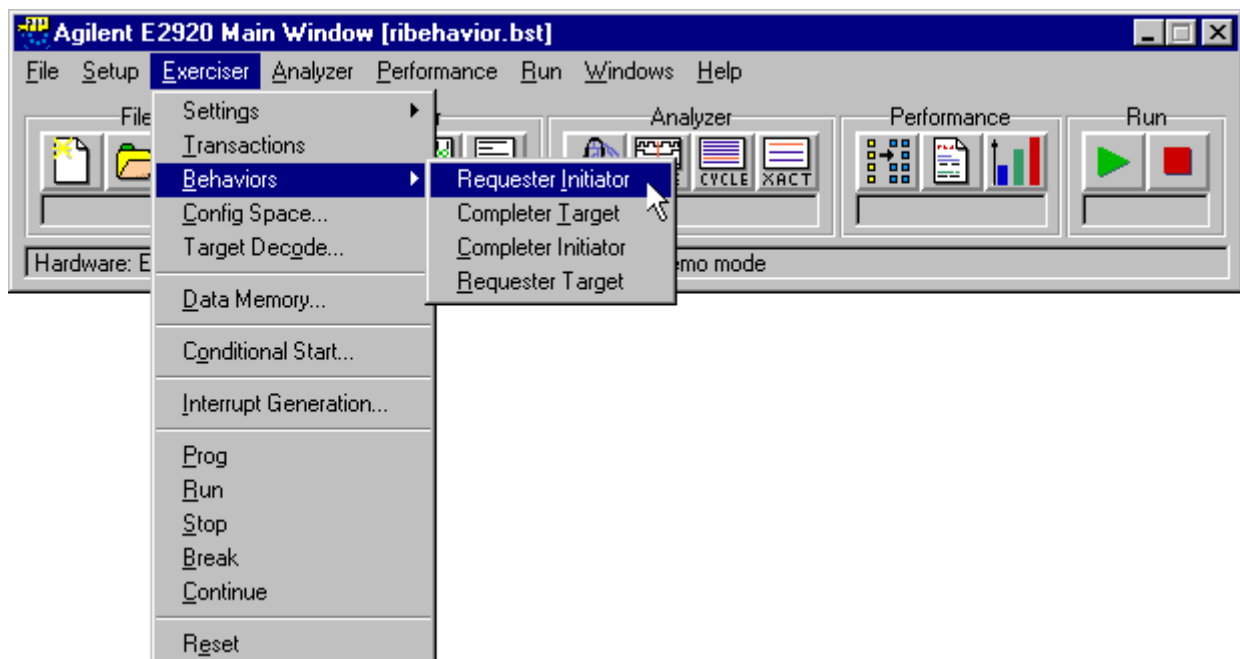 Agilent E2920 Main Window [ribehavior.bst]
File Setup Exerciser Analyzer Performance Run Windows Help
File Analyzer Performance Run
Settings
Transactions
Behaviors
Config Space...
Target Decode...
Data Memory...
Conditional Start...
Interrupt Generation...
Prog
Run
Stop
Break
Continue
Reset
Requester Initiator
Completer Target
Completer Initiator
Requester Target
CYCLE XACT
Hardware: E
mo mode